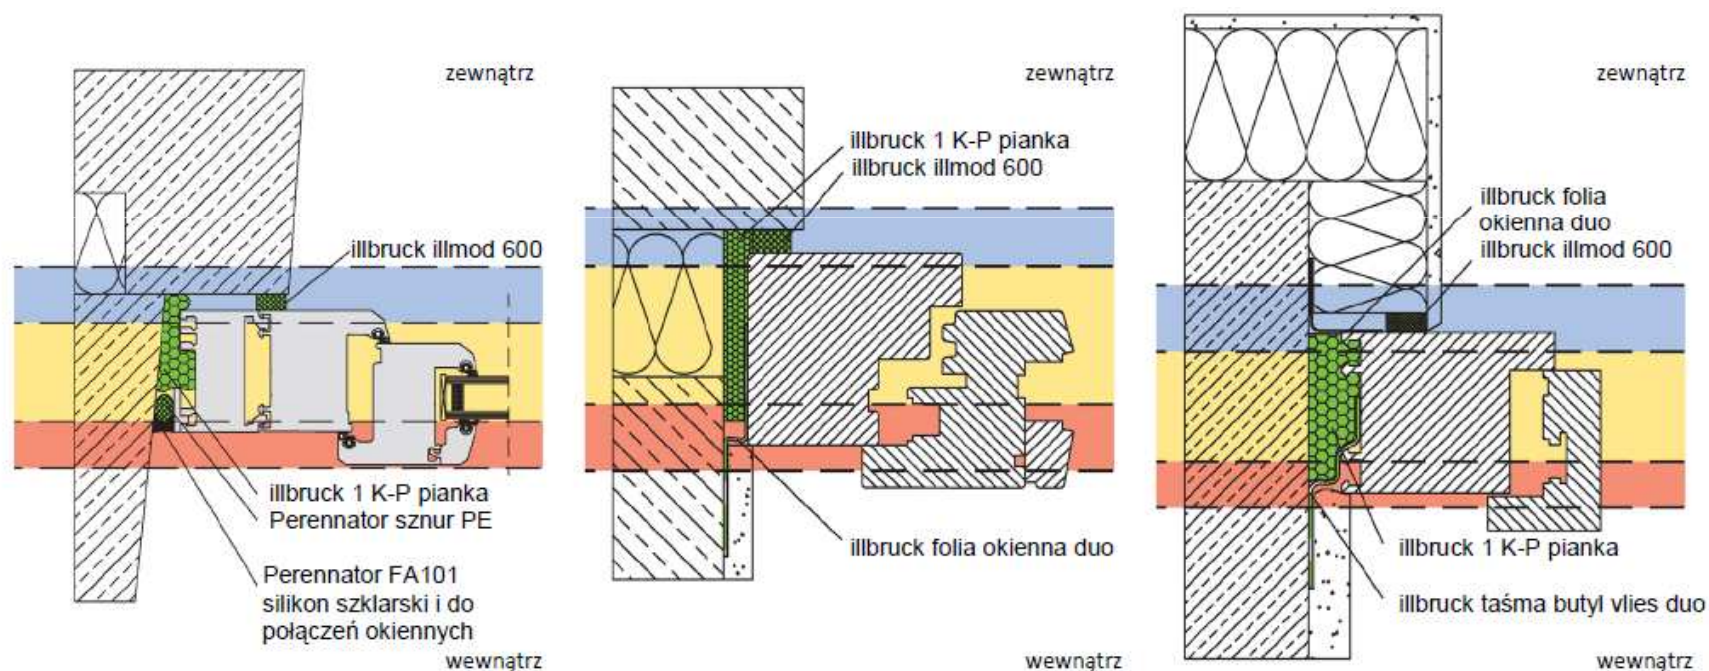 zewnątrz
illbruck illmod 600
illbruck 1 K-P pianka
Perennator sznur PE
Perennator FA101
silikon szklarski i do
połączeń okiennych
wewnątrz
zewnątrz
illbruck 1 K-P pianka
illbruck illmod 600
illbruck folia okienna duo
wewnątrz
zewnątrz
illbruck folia
okienna duo
illbruck illmod 600
illbruck 1 K-P pianka
illbruck taśma butyl vlies duo
wewnątrz